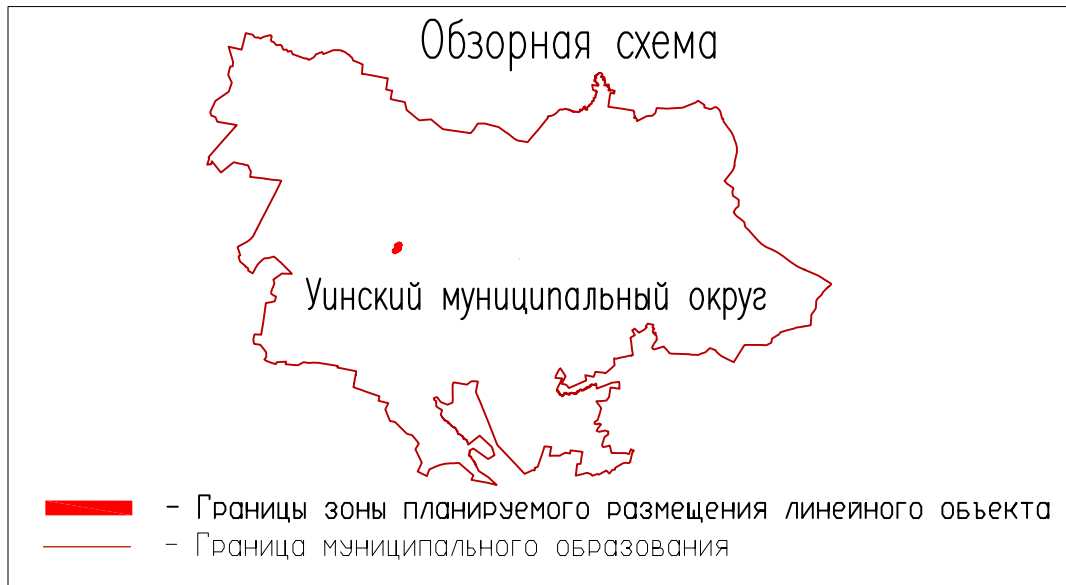 Обзорная схема
Уинский муниципальный округ
- Границы зоны планируемого размещения линейного объекта
- Граница муниципального образования